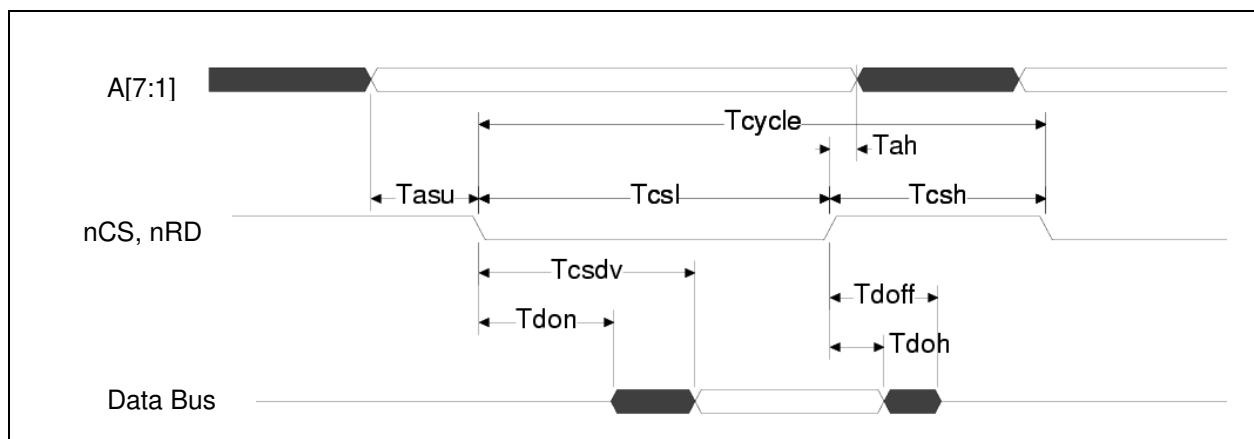 A[7:1]
Tcycle
Tah
Tasu
Tcsl
Tcsh
nCS, nRD
Tcsdv
Tdoff
Tdon
Tdoh
Data Bus